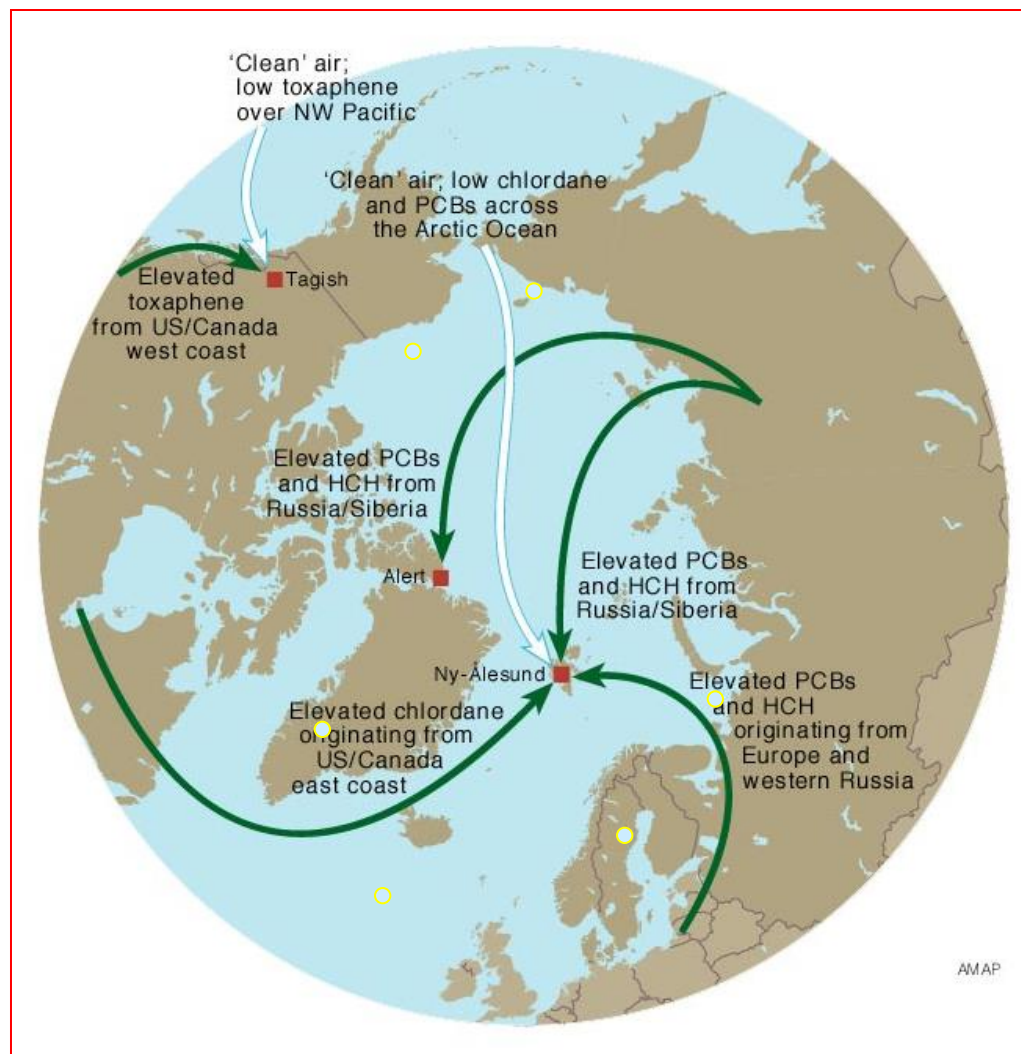 ‘Clean’ air;
low toxaphene
over NW Pacific
‘Clean’ air; low chlordane
and PCBs across
the Arctic Ocean
Elevated
toxaphene
from US/Canada
west coast
Tagish
Elevated PCBs
and HCH from
Russia/Siberia
Alert
Elevated PCBs
and HCH from
Russia/Siberia
Ny-Ålesund
Elevated chlordane
originating from
US/Canada
east coast
Elevated PCBs
and HCH
originating from
Europe and
western Russia
AMAP